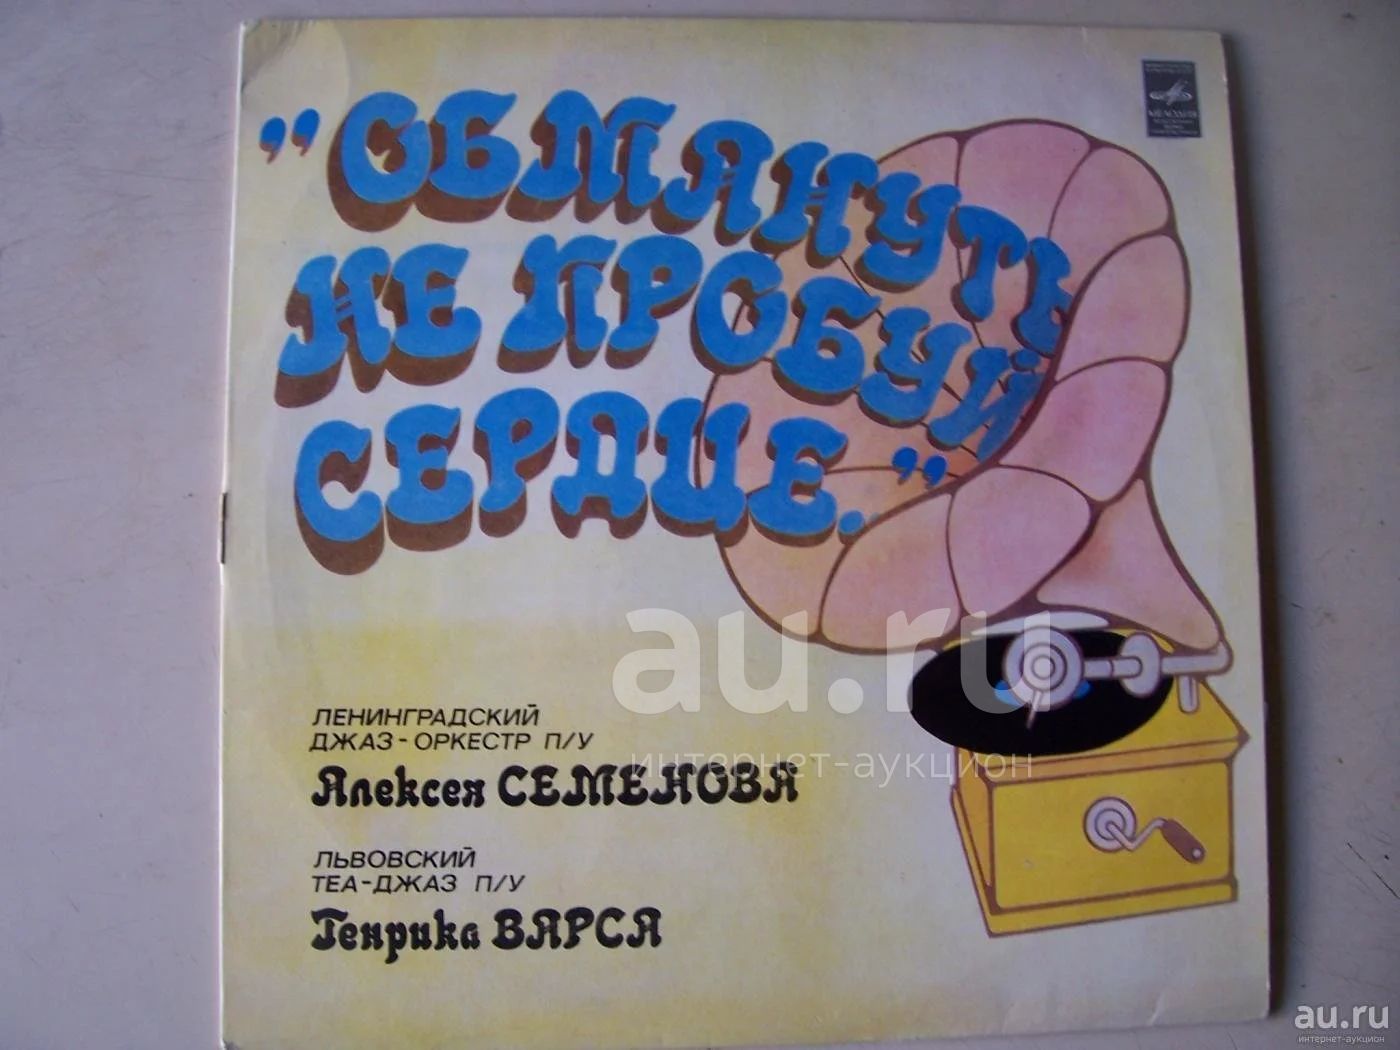 "ОБМАНУТЬ
НЕ ПРОБУЙ
СЕРДЦЕ..."
МЕЛОДИЯ
ЛЕНИНГРАДСКИЙ
ДЖАЗ-ОРКЕСТР П/У
Алексея СЕМЕНОВА
ЛЬВОВСКИЙ
ТЕА-ДЖАЗ П/У
Генрика ВАРСА
au.ru
интернет-аукцион
au.ru
интернет-аукцион